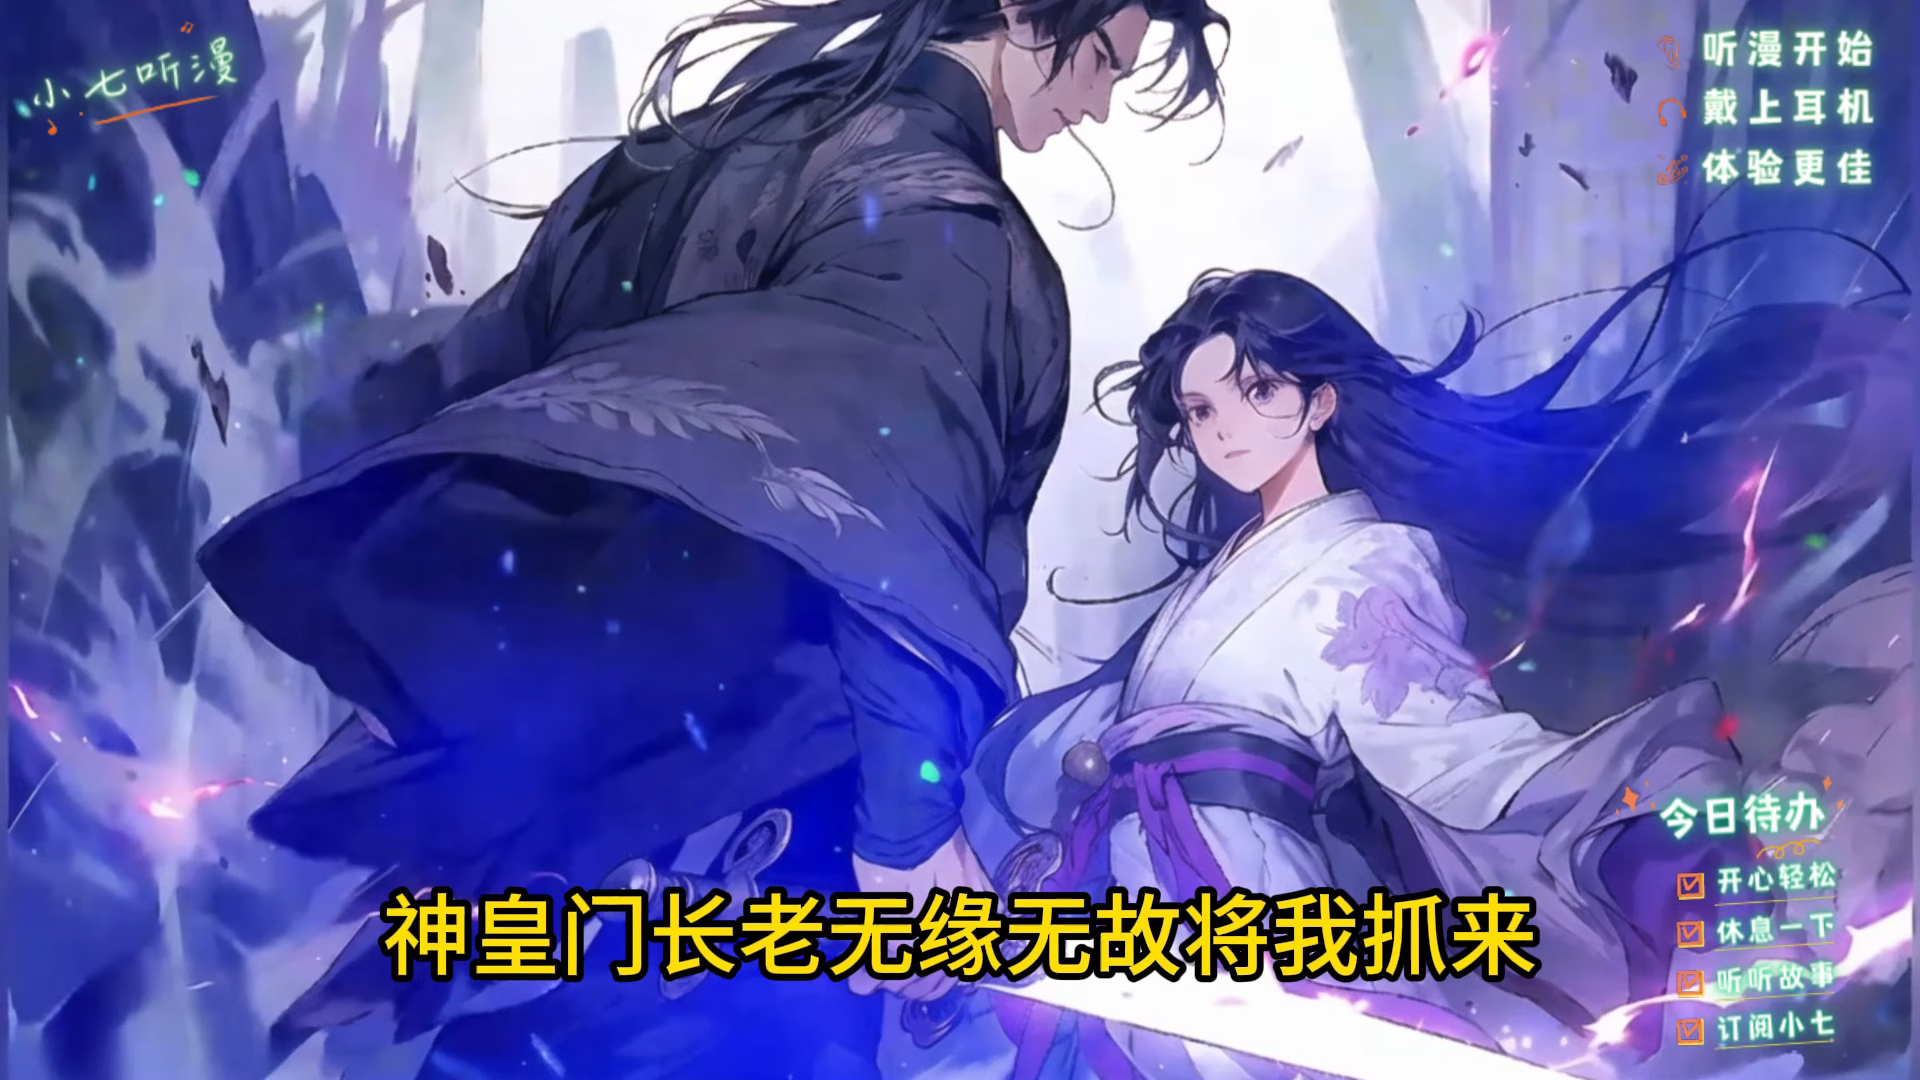 小七听漫
听漫开始
戴上耳机
体验更佳
今日待办
开心轻松
休息一下
听听故事
订阅小七
神皇门长老无缘无故将我抓来